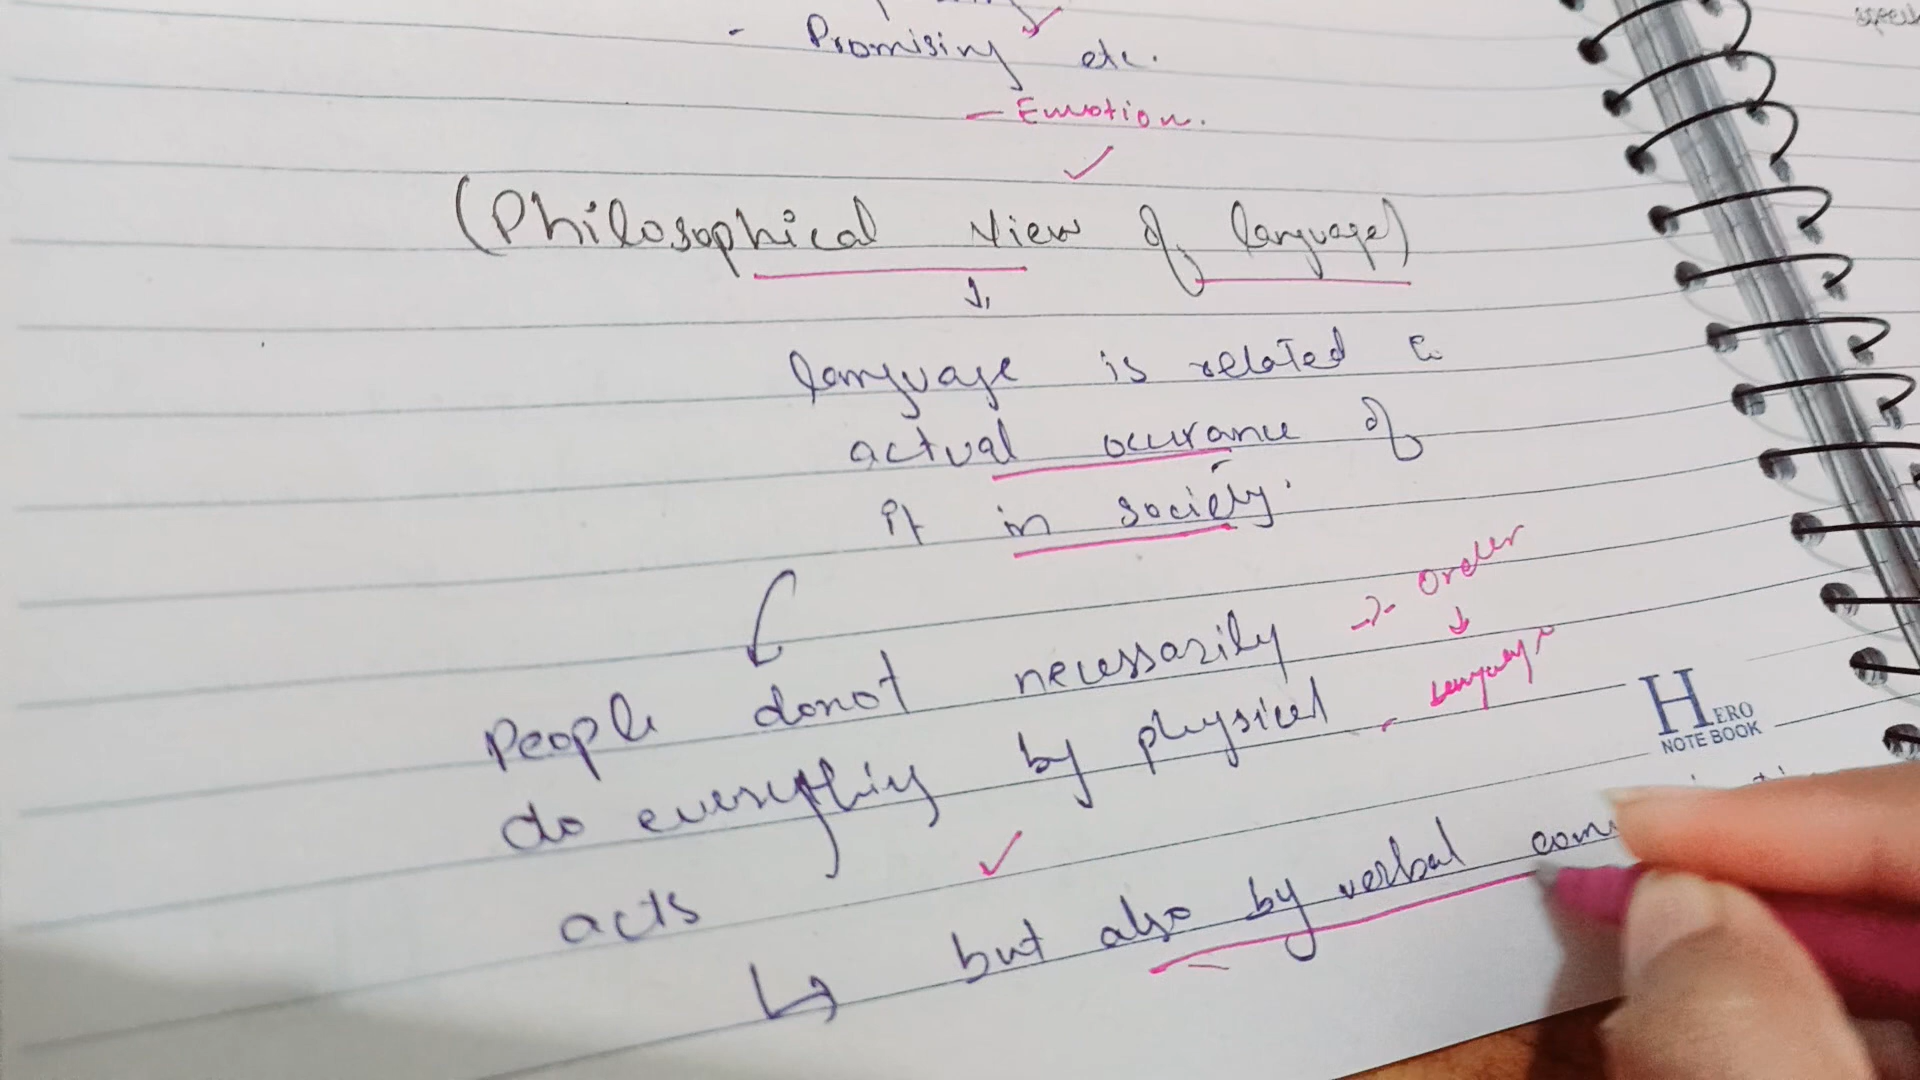 - Promising etc.
- Emotion.
(Philosophical view of language)
language is related to
actual occurance of
it in society.
People donot necessarily → order
do everything by physical - language
acts
but also by verbal com
HERO
NOTE BOOK